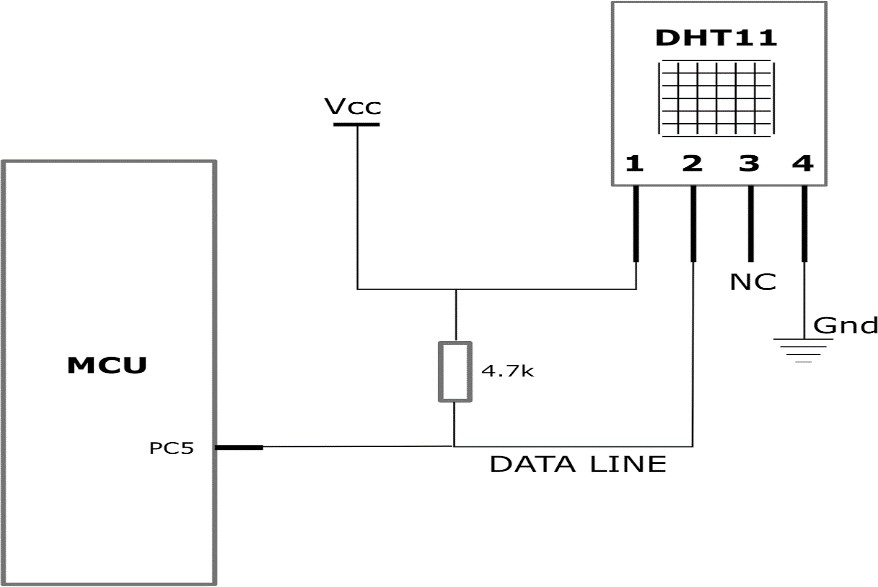 DHT11
1 2 3 4
Vcc
NC
Gnd
MCU
4.7k
PC5
DATA LINE